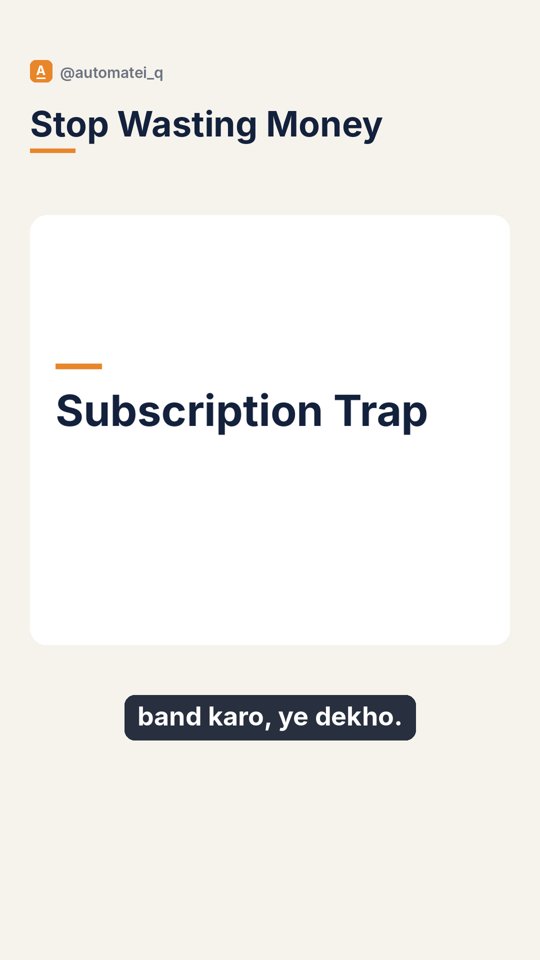 A
@automatei_q
Stop Wasting Money
Subscription Trap
band karo, ye dekho.